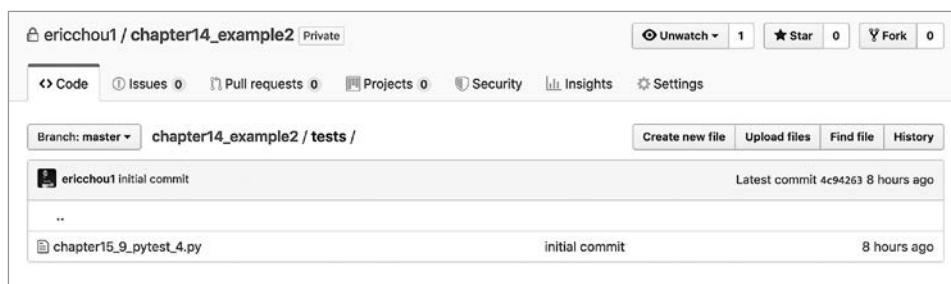 ericchou1 / chapter14_example2 Private Unwatch 1 Star 0 Fork 0
Code Issues 0 Pull requests 0 Projects 0 Security Insights Settings
Branch: master chapter14_example2 / tests / Create new file Upload files Find file History
ericchou1 initial commit Latest commit 4c94263 8 hours ago
..
chapter15_9_pytest_4.py initial commit 8 hours ago